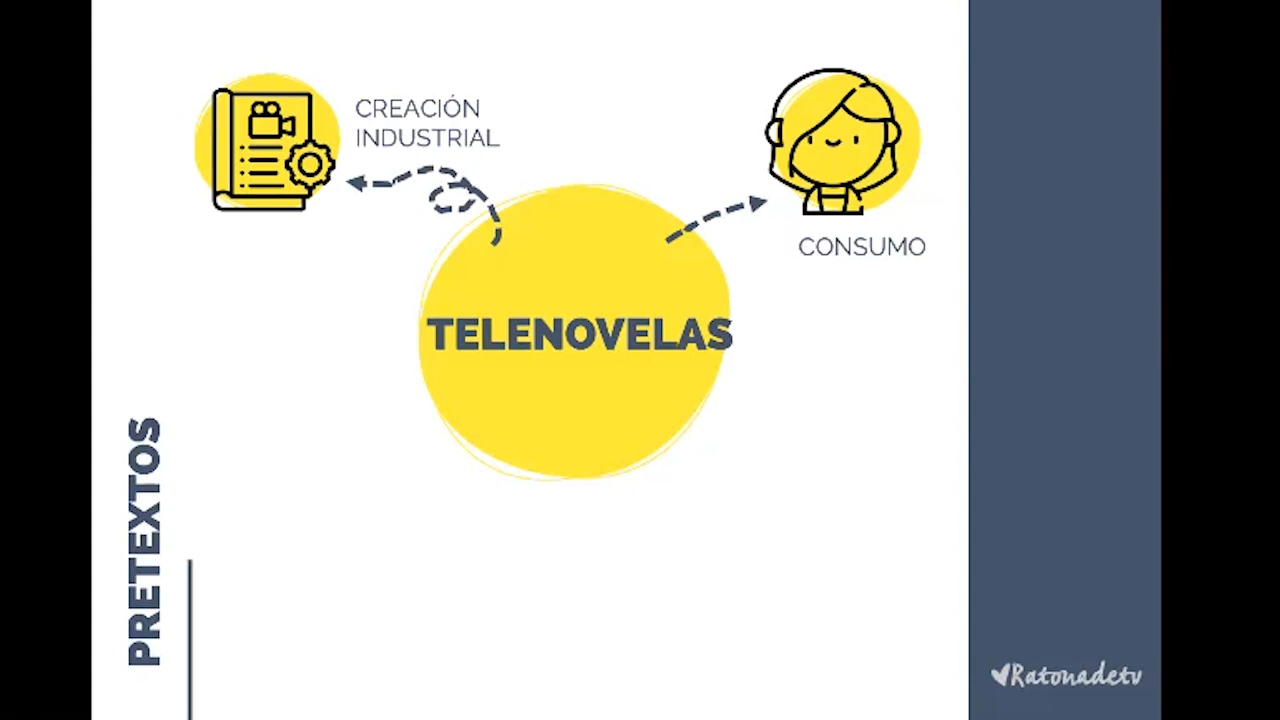 CREACIÓN
INDUSTRIAL
CONSUMO
TELENOVELAS
PRETEXTOS
Ratonadetv